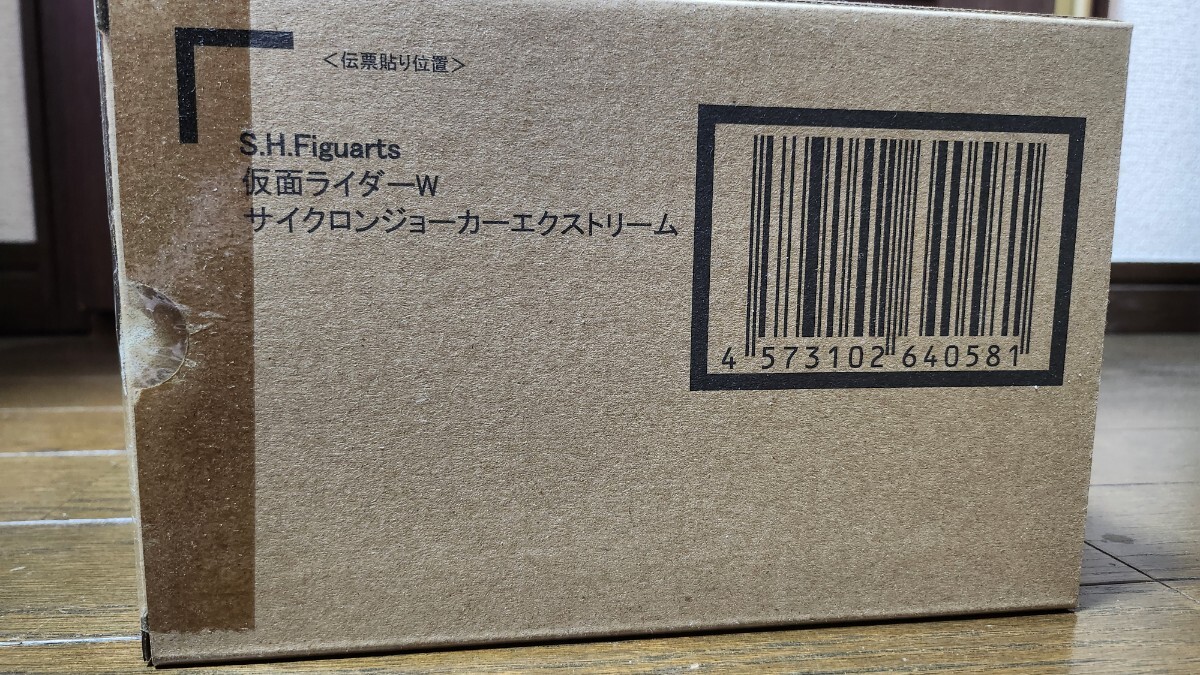 <伝票貼り位置>
S.H.Figuarts
仮面ライダーW
サイクロンジョーカーエクストリーム
4 573102 640581